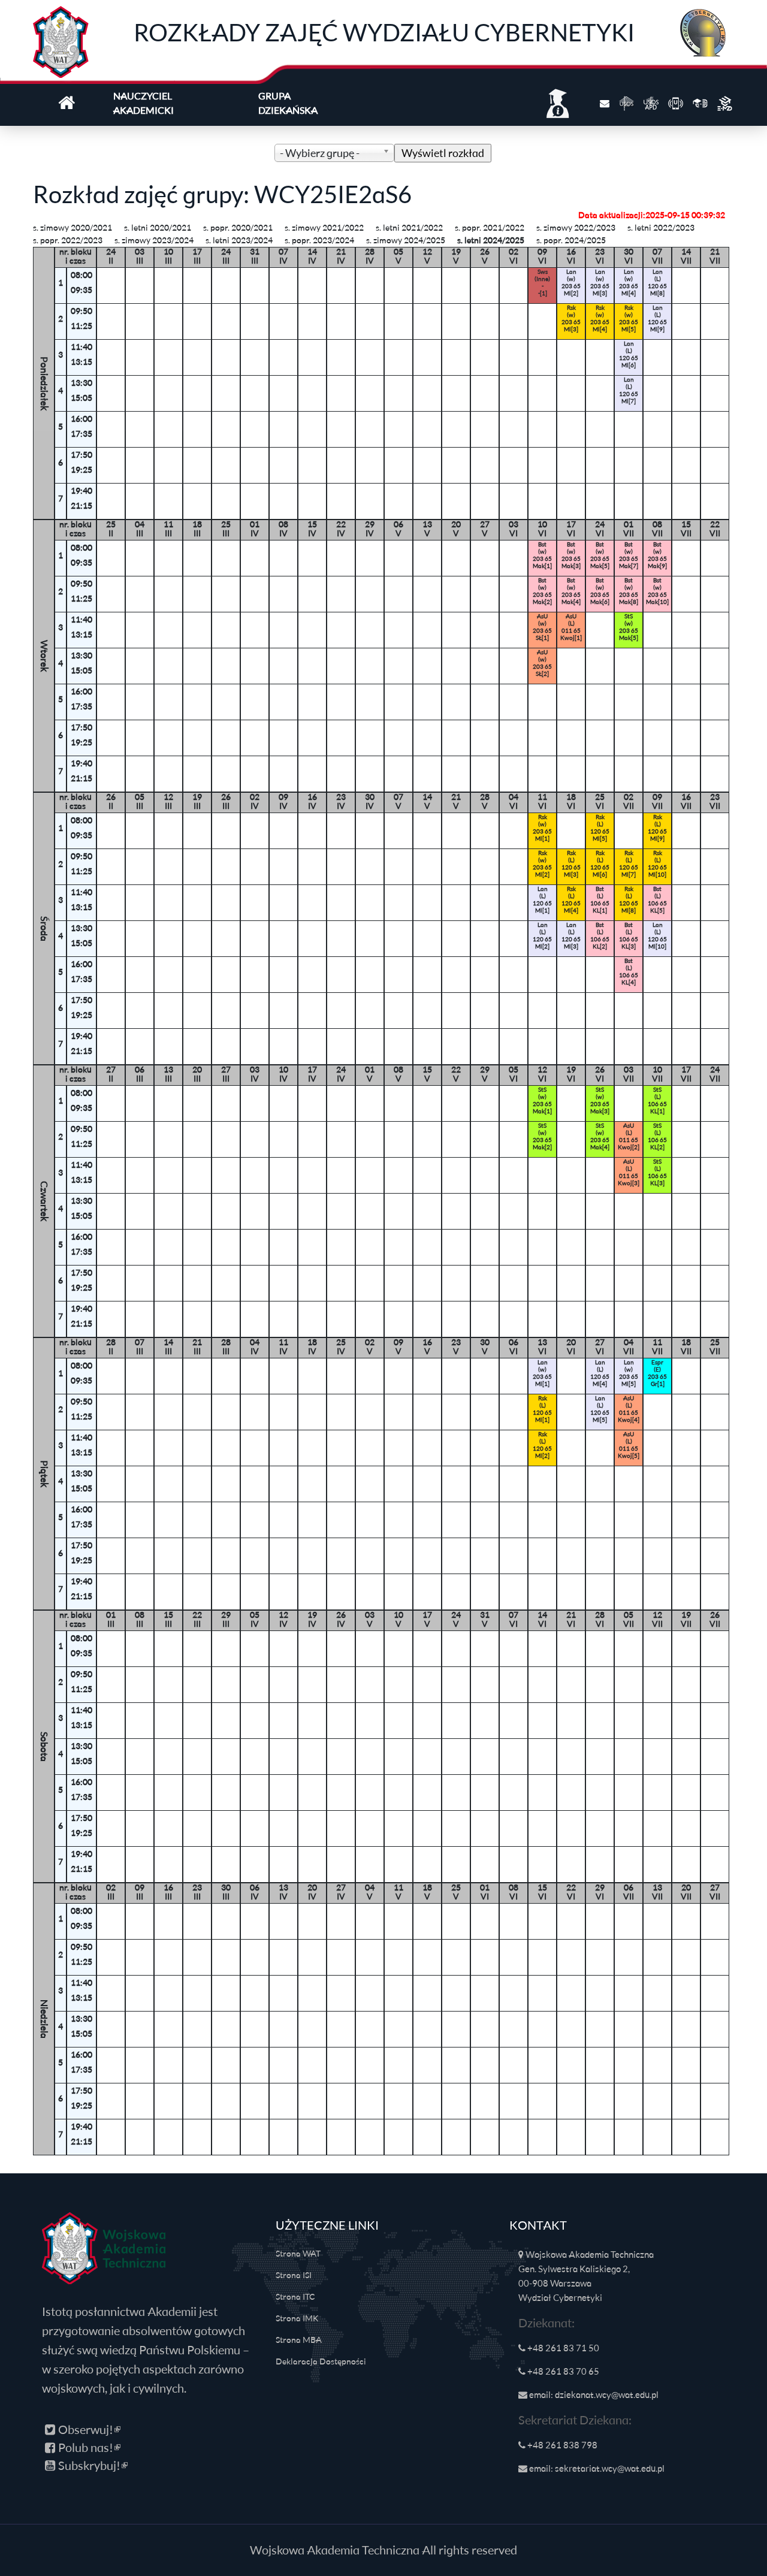 ROZKŁADY ZAJĘĆ WYDZIAŁU CYBERNETYKI
NAUCZYCIEL AKADEMICKI
GRUPA DZIEKAŃSKA
- Wybierz grupę -
Wyświetl rozkład
Rozkład zajęć grupy: WCY25IE2aS6
Data aktualizacji:2025-09-15 00:39:32
s. zimowy 2020/2021 s. letni 2020/2021 s. popr. 2020/2021 s. zimowy 2021/2022 s. letni 2021/2022 s. popr. 2021/2022 s. zimowy 2022/2023 s. letni 2022/2023
s. popr. 2022/2023 s. zimowy 2023/2024 s. letni 2023/2024 s. popr. 2023/2024 s. zimowy 2024/2025 s. letni 2024/2025 s. popr. 2024/2025
Poniedziałek
nr. bloku 24 03 10 17 24 31 07 14 21 28 05 12 19 26 02 09 16 23 30 07 14 21
i czas II III III III III III IV IV IV IV V V V V VI VI VI VI VI VII VII VII
1 08:00 09:35
Sws (inne) - -[1]
Lan (w) 203 65 MI[2]
Lan (w) 203 65 MI[3]
Lan (w) 203 65 MI[4]
Lan (L) 120 65 MI[8]
2 09:50 11:25
Rsk (w) 203 65 MI[3]
Rsk (w) 203 65 MI[4]
Rsk (w) 203 65 MI[5]
Lan (L) 120 65 MI[9]
3 11:40 13:15
Lan (L) 120 65 MI[6]
4 13:30 15:05
Lan (L) 120 65 MI[7]
5 16:00 17:35
6 17:50 19:25
7 19:40 21:15
Wtorek
nr. bloku 25 04 11 18 25 01 08 15 22 29 06 13 20 27 03 10 17 24 01 08 15 22
i czas II III III III III IV IV IV IV IV V V V V VI VI VI VI VII VII VII VII
1 08:00 09:35
Bst (w) 203 65 Mak[1]
Bst (w) 203 65 Mak[3]
Bst (w) 203 65 Mak[5]
Bst (w) 203 65 Mak[7]
Bst (w) 203 65 Mak[9]
2 09:50 11:25
Bst (w) 203 65 Mak[2]
Bst (w) 203 65 Mak[4]
Bst (w) 203 65 Mak[6]
Bst (w) 203 65 Mak[8]
Bst (w) 203 65 Mak[10]
3 11:40 13:15
AsU (w) 203 65 Sł[1]
AsU (L) 011 65 Kwaj[1]
StS (w) 203 65 Mak[5]
4 13:30 15:05
AsU (w) 203 65 Sł[2]
5 16:00 17:35
6 17:50 19:25
7 19:40 21:15
Środa
nr. bloku 26 05 12 19 26 02 09 16 23 30 07 14 21 28 04 11 18 25 02 09 16 23
i czas II III III III III IV IV IV IV IV V V V V VI VI VI VI VII VII VII VII
1 08:00 09:35
Rsk (w) 203 65 MI[1]
Rsk (L) 120 65 MI[5]
Rsk (L) 120 65 MI[9]
2 09:50 11:25
Rsk (w) 203 65 MI[2]
Rsk (L) 120 65 MI[3]
Rsk (L) 120 65 MI[6]
Rsk (L) 120 65 MI[7]
Rsk (L) 120 65 MI[10]
3 11:40 13:15
Lan (L) 120 65 MI[1]
Rsk (L) 120 65 MI[4]
Bst (L) 106 65 KŁ[1]
Rsk (L) 120 65 MI[8]
Bst (L) 106 65 KŁ[5]
4 13:30 15:05
Lan (L) 120 65 MI[2]
Lan (L) 120 65 MI[3]
Bst (L) 106 65 KŁ[2]
Bst (L) 106 65 KŁ[3]
Lan (L) 120 65 MI[10]
5 16:00 17:35
Bst (L) 106 65 KŁ[4]
6 17:50 19:25
7 19:40 21:15
Czwartek
nr. bloku 27 06 13 20 27 03 10 17 24 01 08 15 22 29 05 12 19 26 03 10 17 24
i czas II III III III III IV IV IV IV V V V V V VI VI VI VI VII VII VII VII
1 08:00 09:35
StS (w) 203 65 Mak[1]
StS (w) 203 65 Mak[3]
StS (L) 106 65 KŁ[1]
2 09:50 11:25
StS (w) 203 65 Mak[2]
StS (w) 203 65 Mak[4]
AsU (L) 011 65 Kwaj[2]
StS (L) 106 65 KŁ[2]
3 11:40 13:15
AsU (L) 011 65 Kwaj[3]
StS (L) 106 65 KŁ[3]
4 13:30 15:05
5 16:00 17:35
6 17:50 19:25
7 19:40 21:15
Piątek
nr. bloku 28 07 14 21 28 04 11 18 25 02 09 16 23 30 06 13 20 27 04 11 18 25
i czas II III III III III IV IV IV IV V V V V V VI VI VI VI VII VII VII VII
1 08:00 09:35
Lan (w) 203 65 MI[1]
Lan (L) 120 65 MI[4]
Lan (w) 203 65 MI[5]
Espr (E) 203 65 Gr[1]
2 09:50 11:25
Rsk (L) 120 65 MI[1]
Lan (L) 120 65 MI[5]
AsU (L) 011 65 Kwaj[4]
3 11:40 13:15
Rsk (L) 120 65 MI[2]
AsU (L) 011 65 Kwaj[5]
4 13:30 15:05
5 16:00 17:35
6 17:50 19:25
7 19:40 21:15
Sobota
nr. bloku 01 08 15 22 29 05 12 19 26 03 10 17 24 31 07 14 21 28 05 12 19 26
i czas III III III III III IV IV IV IV V V V V V VI VI VI VI VII VII VII VII
1 08:00 09:35
2 09:50 11:25
3 11:40 13:15
4 13:30 15:05
5 16:00 17:35
6 17:50 19:25
7 19:40 21:15
Niedziela
nr. bloku 02 09 16 23 30 06 13 20 27 04 11 18 25 01 08 15 22 29 06 13 20 27
i czas III III III III III IV IV IV IV V V V V VI VI VI VI VI VII VII VII VII
1 08:00 09:35
2 09:50 11:25
3 11:40 13:15
4 13:30 15:05
5 16:00 17:35
6 17:50 19:25
7 19:40 21:15
WAT
Wojskowa
Akademia
Techniczna
Istotą posłannictwa Akademii jest
przygotowanie absolwentów gotowych
służyć swą wiedzą Państwu Polskiemu –
w szeroko pojętych aspektach zarówno
wojskowych, jak i cywilnych.
Obserwuj!
Polub nas!
Subskrybuj!
UŻYTECZNE LINKI
Strona WAT
Strona ISI
Strona ITC
Strona IMK
Strona MBA
Deklaracja Dostępności
KONTAKT
Wojskowa Akademia Techniczna
Gen. Sylwestra Kaliskiego 2,
00-908 Warszawa
Wydział Cybernetyki
Dziekanat:
+48 261 83 71 50
+48 261 83 70 65
email: dziekanat.wcy@wat.edu.pl
Sekretariat Dziekana:
+48 261 838 798
email: sekretariat.wcy@wat.edu.pl
Wojskowa Akademia Techniczna All rights reserved